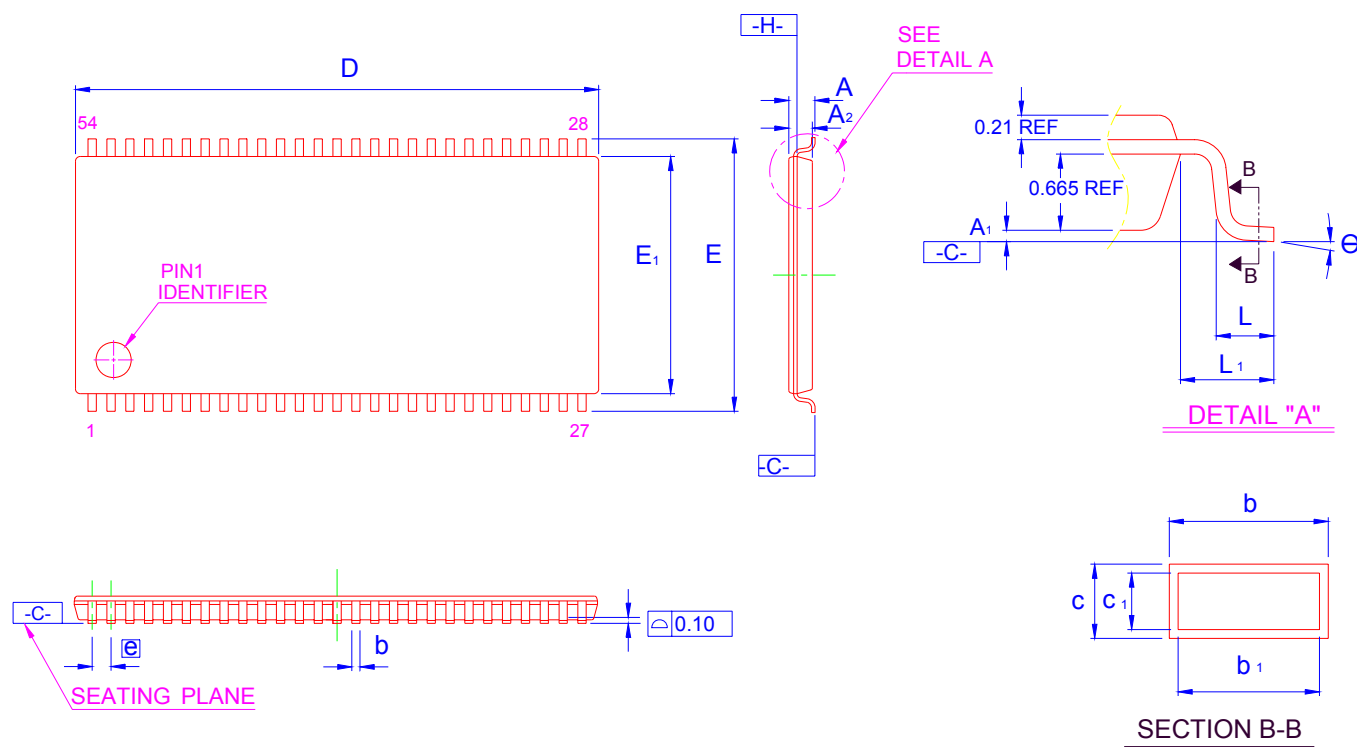 D
54
28
PIN1
IDENTIFIER
E1
E
1
27
-H-
SEE
DETAIL A
A
A2
-C-
0.21 REF
0.665 REF
A1
-C-
B
B
Θ
L
L1
DETAIL "A"
-C-
e
b
0.10
SEATING PLANE
b
c
c1
b1
SECTION B-B